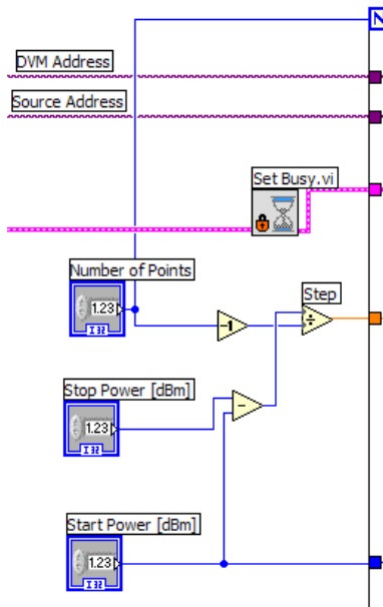 N
DVM Address
Source Address
Set Busy.vi
Number of Points
1.23
I32
-1
Step
÷
Stop Power [dBm]
1.23
I32
-
Start Power [dBm]
1.23
I32